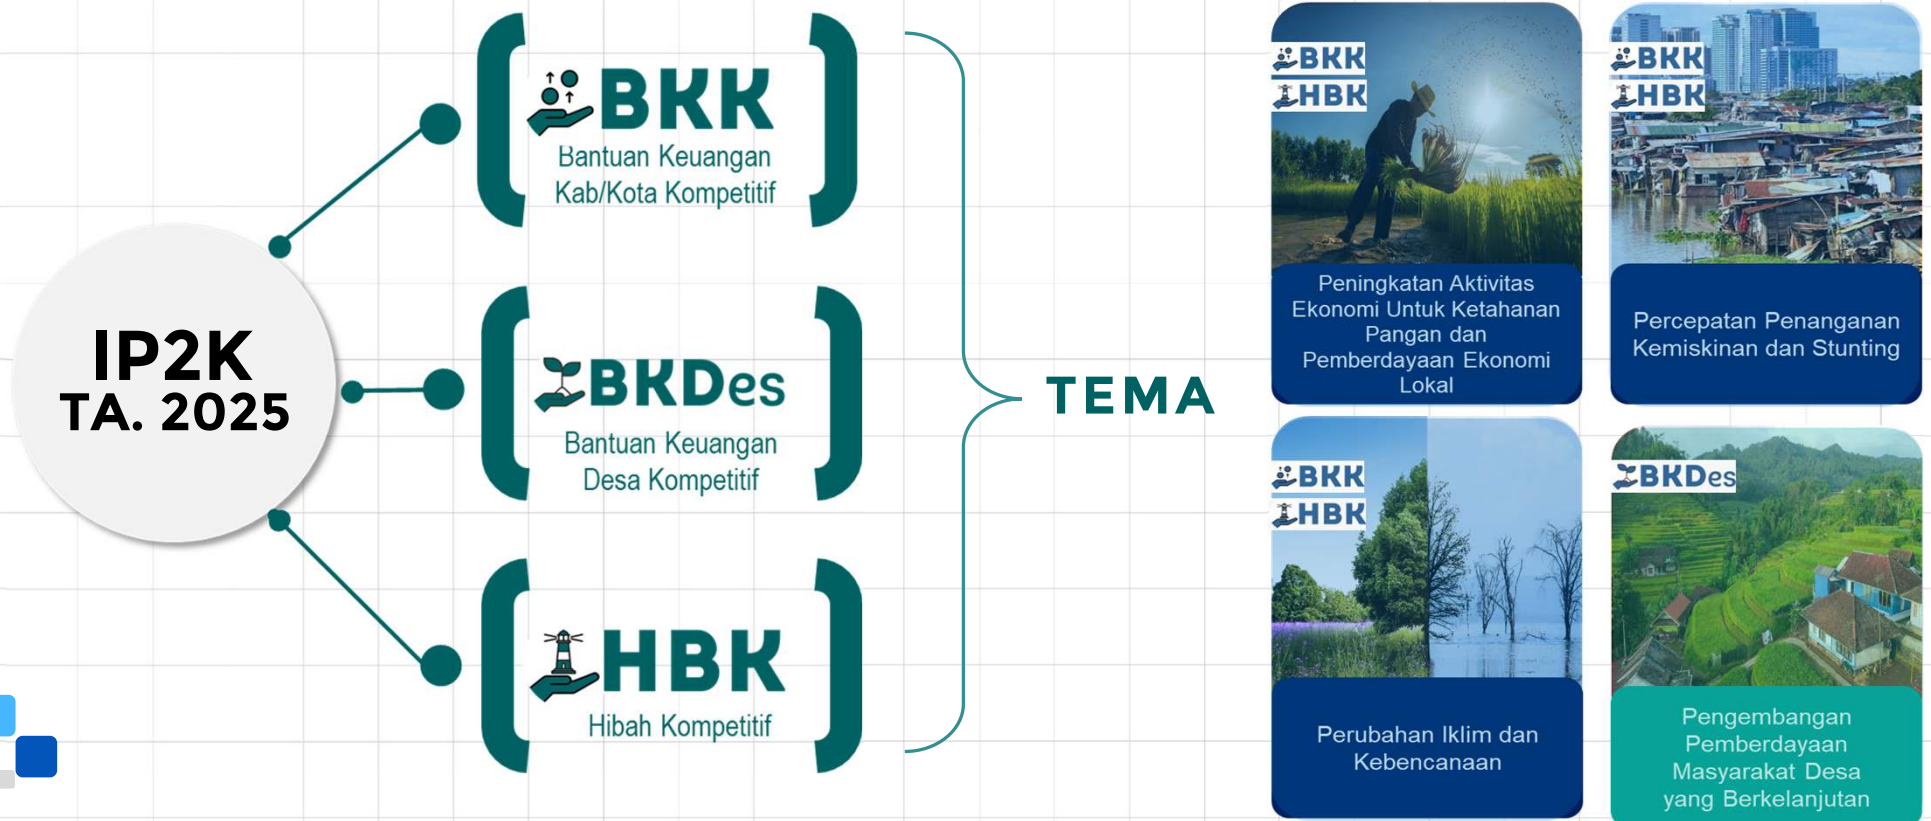 IP2K
TA. 2025
BKK
Bantuan Keuangan
Kab/Kota Kompetitif
BKDes
Bantuan Keuangan
Desa Kompetitif
HBK
Hibah Kompetitif
TEMA
BKK
HBK
Peningkatan Aktivitas
Ekonomi Untuk Ketahanan
Pangan dan
Pemberdayaan Ekonomi
Lokal
BKK
HBK
Percepatan Penanganan
Kemiskinan dan Stunting
BKK
HBK
Perubahan Iklim dan
Kebencanaan
BKDes
Pengembangan
Pemberdayaan
Masyarakat Desa
yang Berkelanjutan